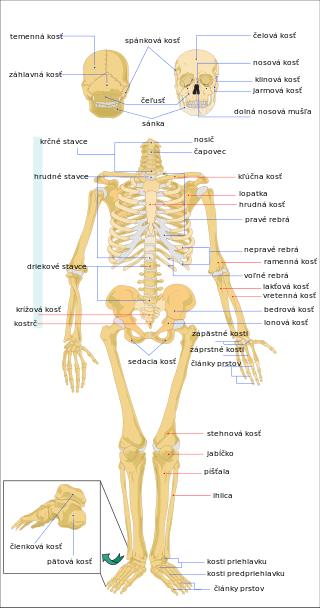 temenná kosť
spánková kosť
čelová kosť
záhlavná kosť
nosová kosť
klinová kosť
jarmová kosť
čeľusť
sánka
dolná nosová mušľa
krčné stavce
nosič
čapovec
hrudné stavce
kľúčna kosť
lopatka
hrudná kosť
pravé rebrá
nepravé rebrá
ramenná kosť
driekové stavce
voľné rebrá
lakťová kosť
vretenná kosť
krížová kosť
bedrová kosť
kostrč
lonová kosť
zápästné kosti
záprstné kosti
sedacia kosť
články prstov
stehnová kosť
jabĺčko
píšťala
ihlica
členková kosť
pätová kosť
kosti priehlavku
kosti predpriehlavku
články prstov